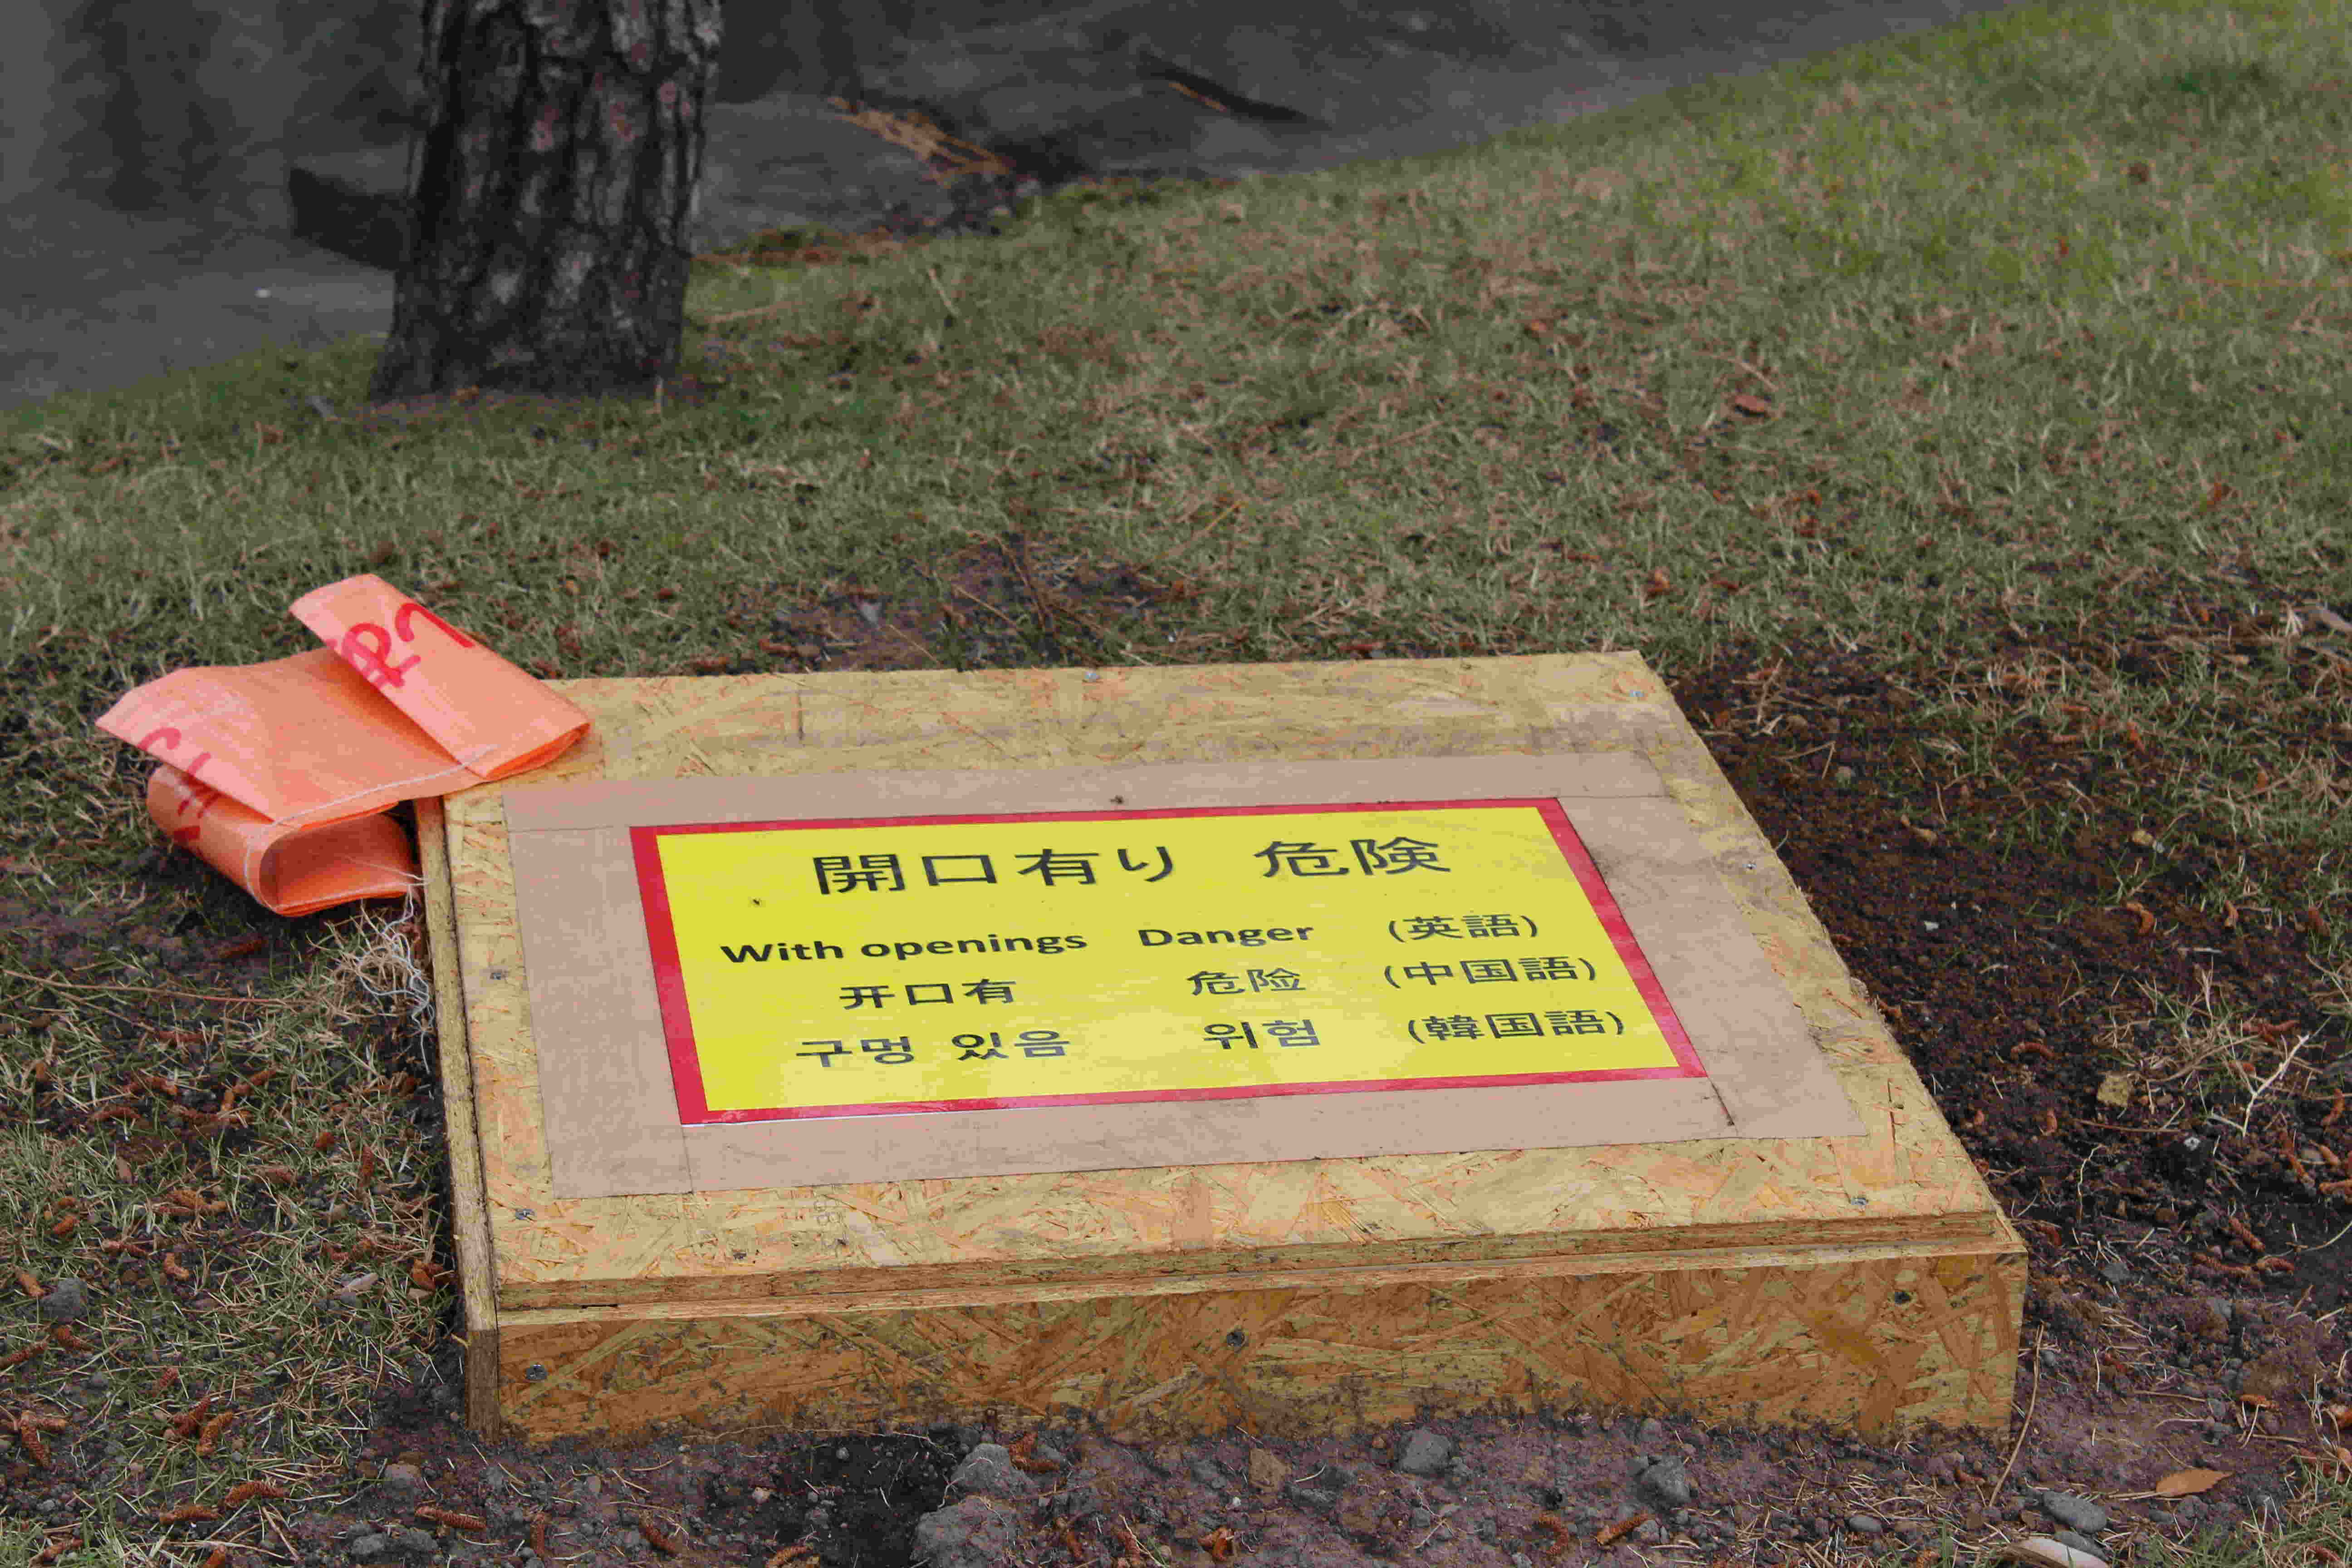 開口有り 危険
With openings Danger (英語)
开口有 危险 (中国語)
구멍 있음 위험 (韓国語)